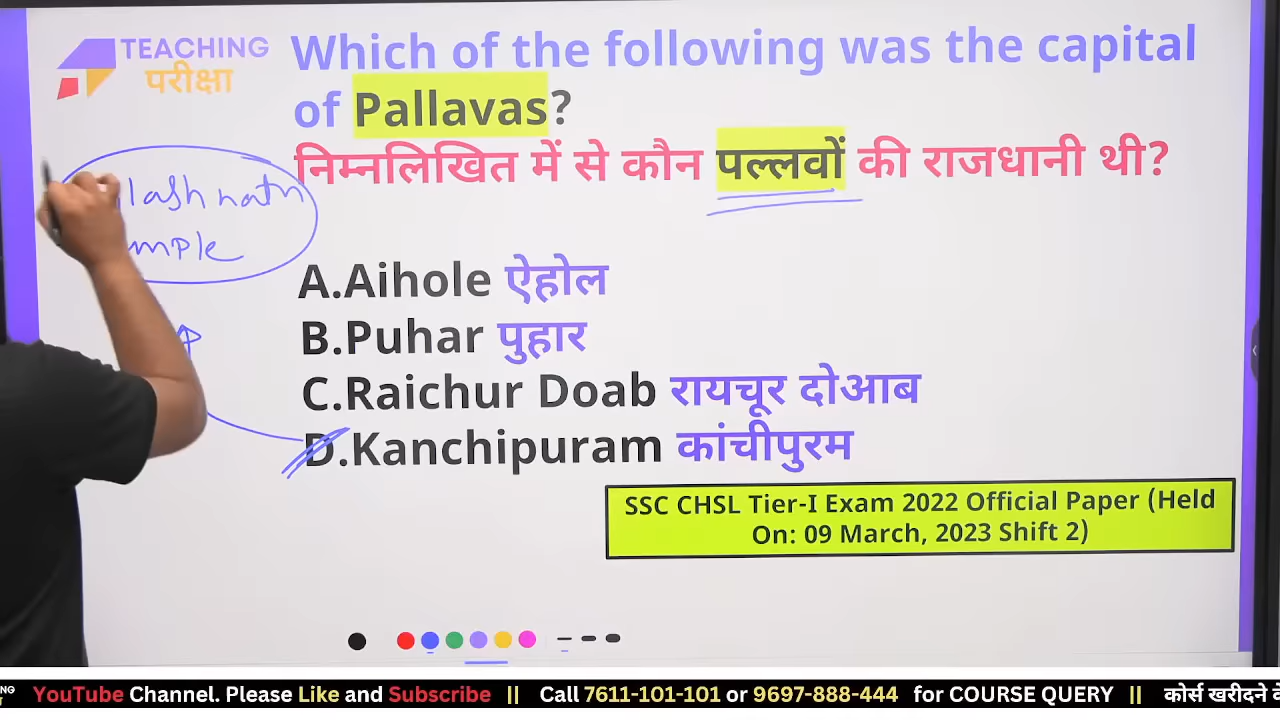 TEACHING
परीक्षा
Which of the following was the capital
of Pallavas?
निम्नलिखित में से कौन पल्लवों की राजधानी थी?
nath
A.Aihole ऐहोल
B.Puhar पुहार
C.Raichur Doab रायचूर दोआब
D.Kanchipuram कांचीपुरम
SSC CHSL Tier-I Exam 2022 Official Paper (Held
On: 09 March, 2023 Shift 2)
YouTube Channel. Please Like and Subscribe || Call 7611-101-101 or 9697-888-444 for COURSE QUERY || कोर्स खरीदने